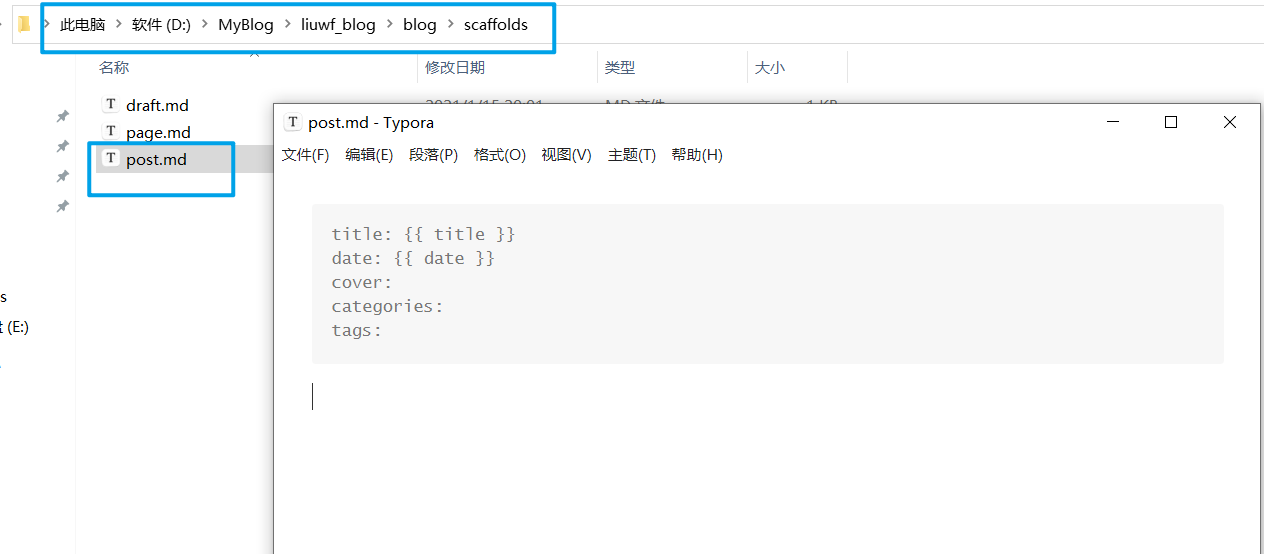 此电脑 > 软件 (D:) > MyBlog > liuwf_blog > blog > scaffolds
名称 修改日期 类型 大小
draft.md
page.md
post.md
s
(E:)
T post.md - Typora
文件(F) 编辑(E) 段落(P) 格式(O) 视图(V) 主题(T) 帮助(H)
title: {{ title }}
date: {{ date }}
cover:
categories:
tags: